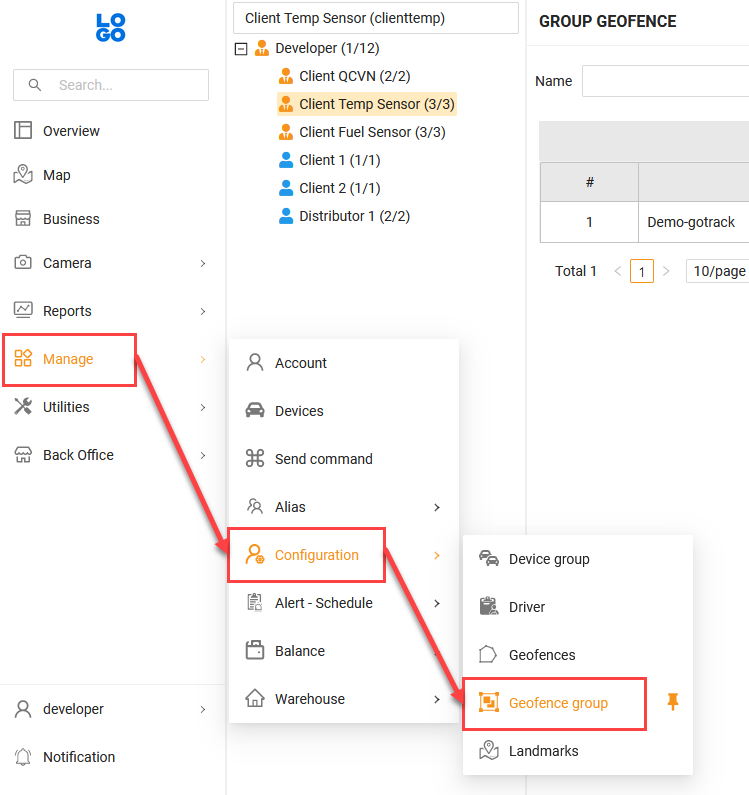 LO
GO
Search...
Overview
Map
Business
Camera
Reports
Manage
Utilities
Back Office
developer
Notification
Client Temp Sensor (clienttemp)
Developer (1/12)
Client QCVN (2/2)
Client Temp Sensor (3/3)
Client Fuel Sensor (3/3)
Client 1 (1/1)
Client 2 (1/1)
Distributor 1 (2/2)
Account
Devices
Send command
Alias
Configuration
Alert - Schedule
Balance
Warehouse
Device group
Driver
Geofences
Geofence group
Landmarks
GROUP GEOFENCE
Name
#
1 Demo-gotrack
Total 1 < 1 > 10/page